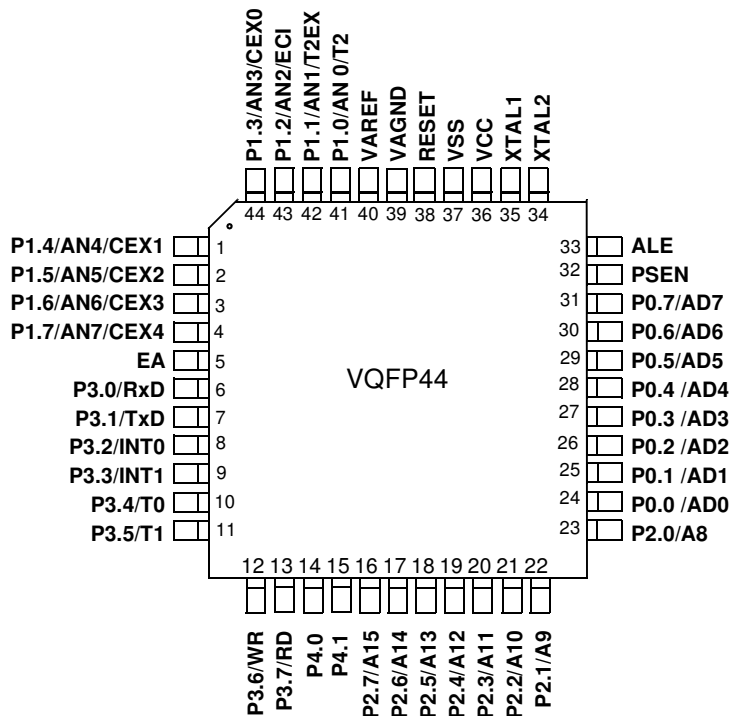 P1.3/AN3/CEX0
P1.2/AN2/ECI
P1.1/AN1/T2EX
P1.0/AN 0/T2
VAREF
VAGND
RESET
VSS
VCC
XTAL1
XTAL2
44 43 42 41 40 39 38 37 36 35 34
P1.4/AN4/CEX1 1
P1.5/AN5/CEX2 2
P1.6/AN6/CEX3 3
P1.7/AN7/CEX4 4
EA 5
P3.0/RxD 6
P3.1/TxD 7
P3.2/INT0 8
P3.3/INT1 9
P3.4/T0 10
P3.5/T1 11
VQFP44
33 ALE
32 PSEN
31 P0.7/AD7
30 P0.6/AD6
29 P0.5/AD5
28 P0.4 /AD4
27 P0.3 /AD3
26 P0.2 /AD2
25 P0.1 /AD1
24 P0.0 /AD0
23 P2.0/A8
12 13 14 15 16 17 18 19 20 21 22
P3.6/WR
P3.7/RD
P4.0
P4.1
P2.7/A15
P2.6/A14
P2.5/A13
P2.4/A12
P2.3/A11
P2.2/A10
P2.1/A9